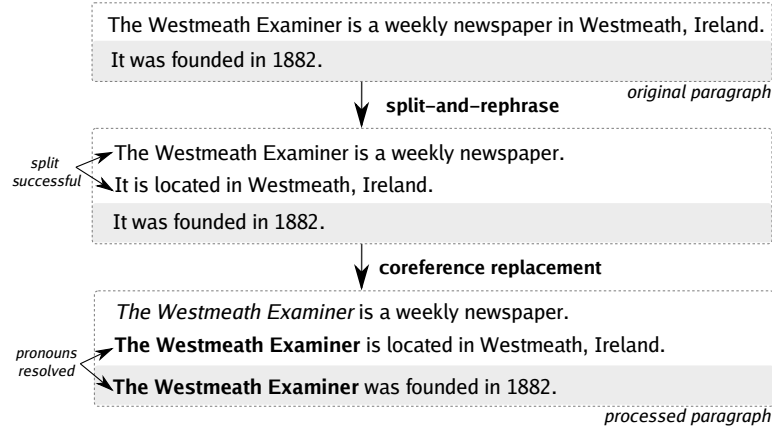 The Westmeath Examiner is a weekly newspaper in Westmeath, Ireland.
It was founded in 1882.
original paragraph
split–and–rephrase
The Westmeath Examiner is a weekly newspaper.
split
successful
It is located in Westmeath, Ireland.
It was founded in 1882.
coreference replacement
The Westmeath Examiner is a weekly newspaper.
pronouns
resolved
The Westmeath Examiner is located in Westmeath, Ireland.
The Westmeath Examiner was founded in 1882.
processed paragraph